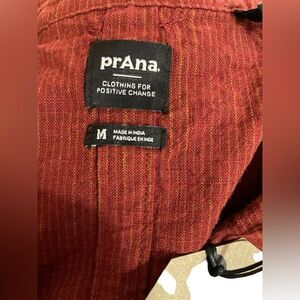 prAna
CLOTHING FOR
POSITIVE CHANGE
M
MADE IN INDIA
FABRIQUÉ EN INDE